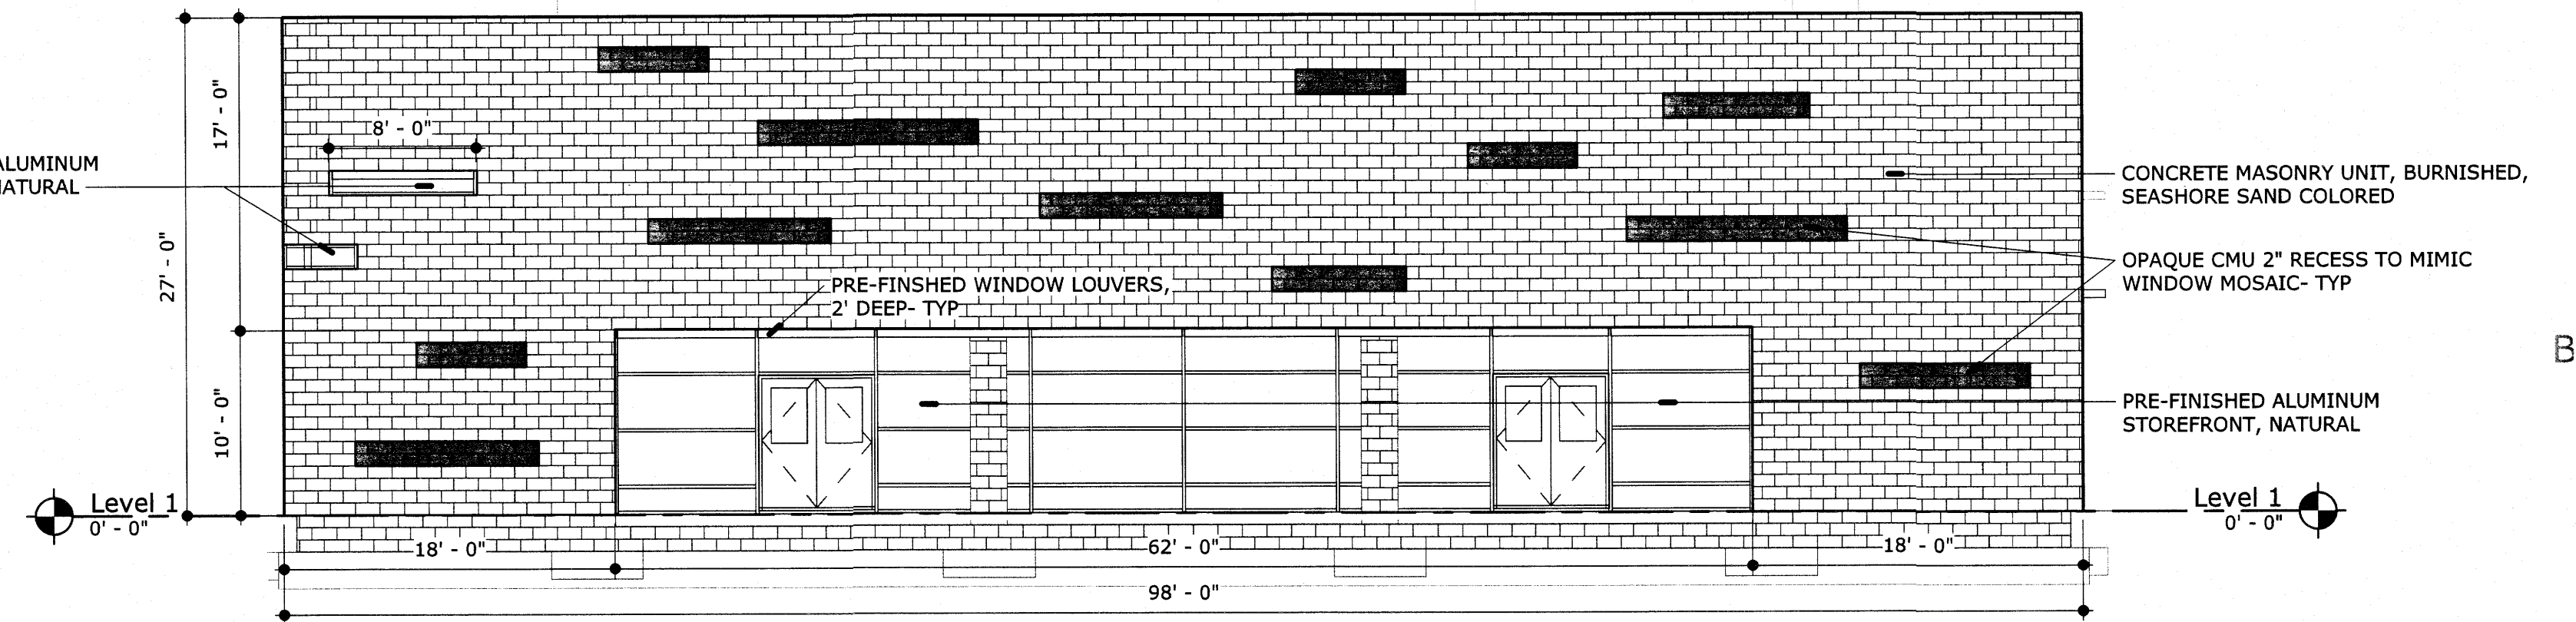 17' - 0"
8' - 0"
ALUMINUM
NATURAL
27' - 0"
10' - 0"
CONCRETE MASONRY UNIT, BURNISHED,
SEASHORE SAND COLORED
OPAQUE CMU 2" RECESS TO MIMIC
WINDOW MOSAIC- TYP
PRE-FINSHED WINDOW LOUVERS,
2' DEEP- TYP
B
PRE-FINISHED ALUMINUM
STOREFRONT, NATURAL
Level 1
0' - 0"
Level 1
0' - 0"
18' - 0"
62' - 0"
18' - 0"
98' - 0"